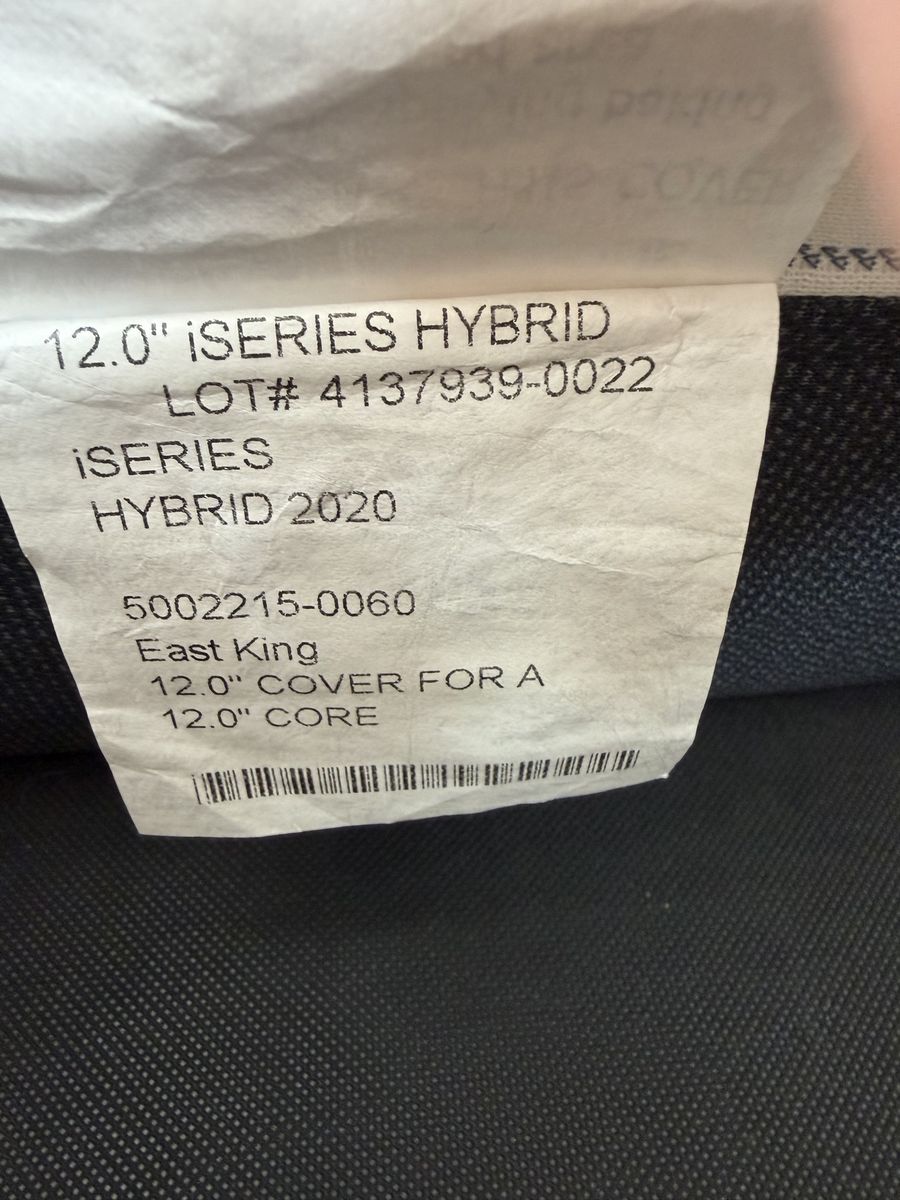 12.0" iSERIES HYBRID
LOT# 4137939-0022
iSERIES
HYBRID 2020
5002215-0060
East King
12.0" COVER FOR A
12.0" CORE